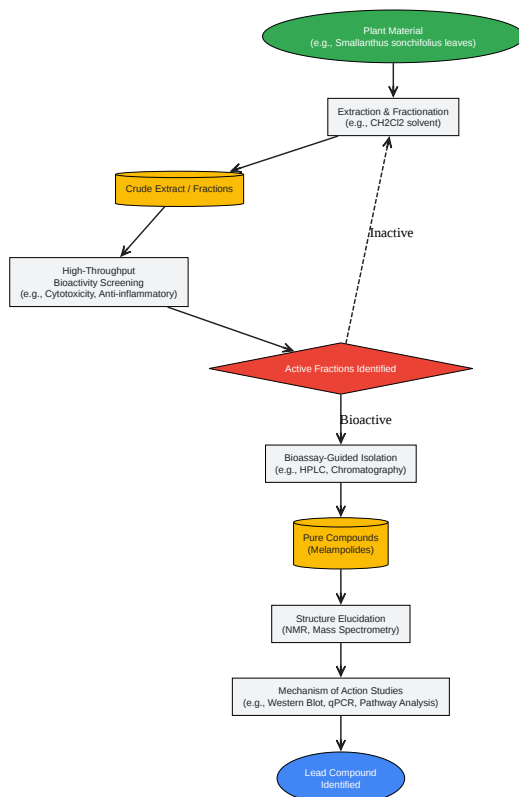 Plant Material
(e.g., Smallanthus sonchifolius leaves)
Extraction & Fractionation
(e.g., CH2Cl2 solvent)
Crude Extract / Fractions
Inactive
High-Throughput
Bioactivity Screening
(e.g., Cytotoxicity, Anti-inflammatory)
Active Fractions Identified
Bioactive
Bioassay-Guided Isolation
(e.g., HPLC, Chromatography)
Pure Compounds
(Melampolides)
Structure Elucidation
(NMR, Mass Spectrometry)
Mechanism of Action Studies
(e.g., Western Blot, qPCR, Pathway Analysis)
Lead Compound
Identified